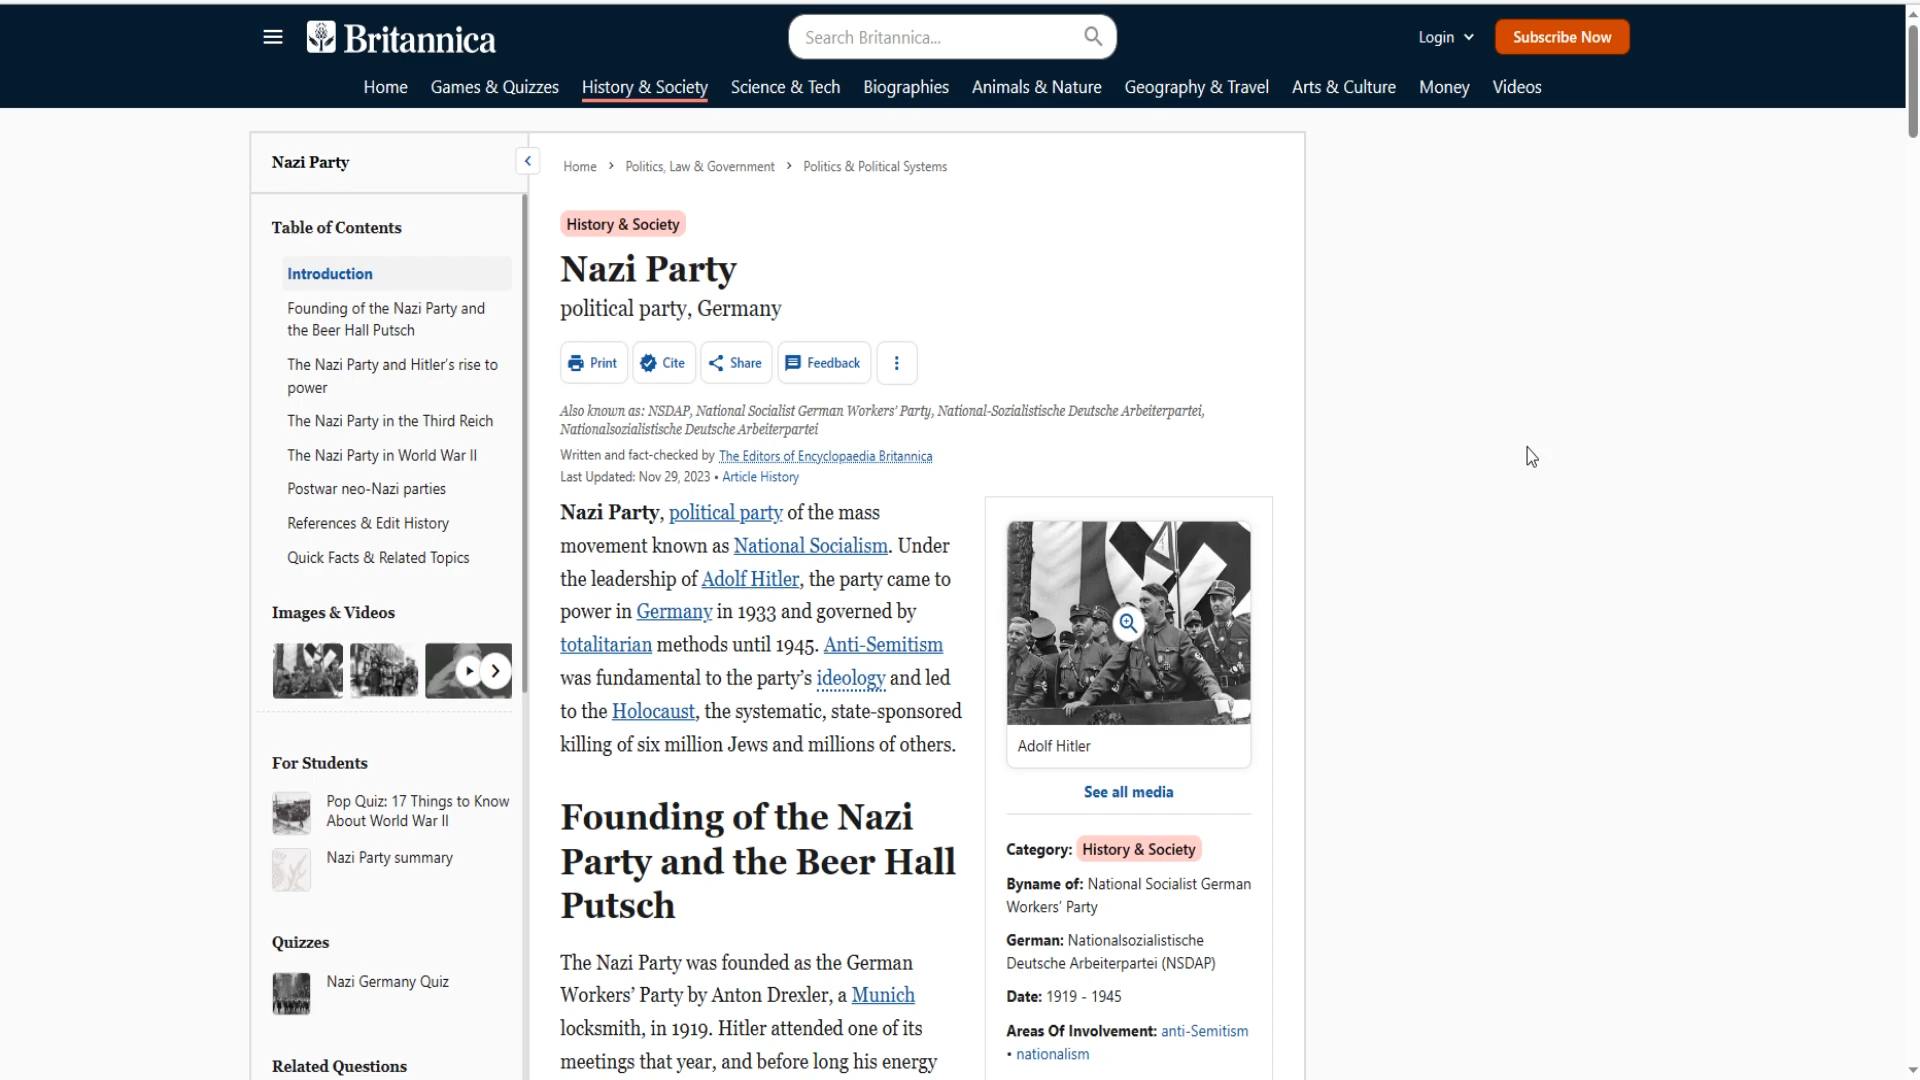 Britannica
Search Britannica...
Login
Subscribe Now
Home
Games & Quizzes
History & Society
Science & Tech
Biographies
Animals & Nature
Geography & Travel
Arts & Culture
Money
Videos
Nazi Party
Table of Contents
Introduction
Founding of the Nazi Party and
the Beer Hall Putsch
The Nazi Party and Hitler's rise to
power
The Nazi Party in the Third Reich
The Nazi Party in World War II
Postwar neo-Nazi parties
References & Edit History
Quick Facts & Related Topics
Images & Videos
For Students
Pop Quiz: 17 Things to Know
About World War II
Nazi Party summary
Quizzes
Nazi Germany Quiz
Related Questions
Home > Politics, Law & Government > Politics & Political Systems
History & Society
Nazi Party
political party, Germany
Print
Cite
Share
Feedback
Also known as: NSDAP, National Socialist German Workers' Party, National-Sozialistische Deutsche Arbeiterpartei,
Nationalsozialistische Deutsche Arbeiterpartei
Written and fact-checked by The Editors of Encyclopaedia Britannica
Last Updated: Nov 29, 2023 • Article History
Nazi Party, political party of the mass
movement known as National Socialism. Under
the leadership of Adolf Hitler, the party came to
power in Germany in 1933 and governed by
totalitarian methods until 1945. Anti-Semitism
was fundamental to the party's ideology and led
to the Holocaust, the systematic, state-sponsored
killing of six million Jews and millions of others.
Founding of the Nazi
Party and the Beer Hall
Putsch
The Nazi Party was founded as the German
Workers' Party by Anton Drexler, a Munich
locksmith, in 1919. Hitler attended one of its
meetings that year, and before long his energy
Adolf Hitler
See all media
Category: History & Society
Byname of: National Socialist German
Workers' Party
German: Nationalsozialistische
Deutsche Arbeiterpartei (NSDAP)
Date: 1919 - 1945
Areas Of Involvement: anti-Semitism
• nationalism